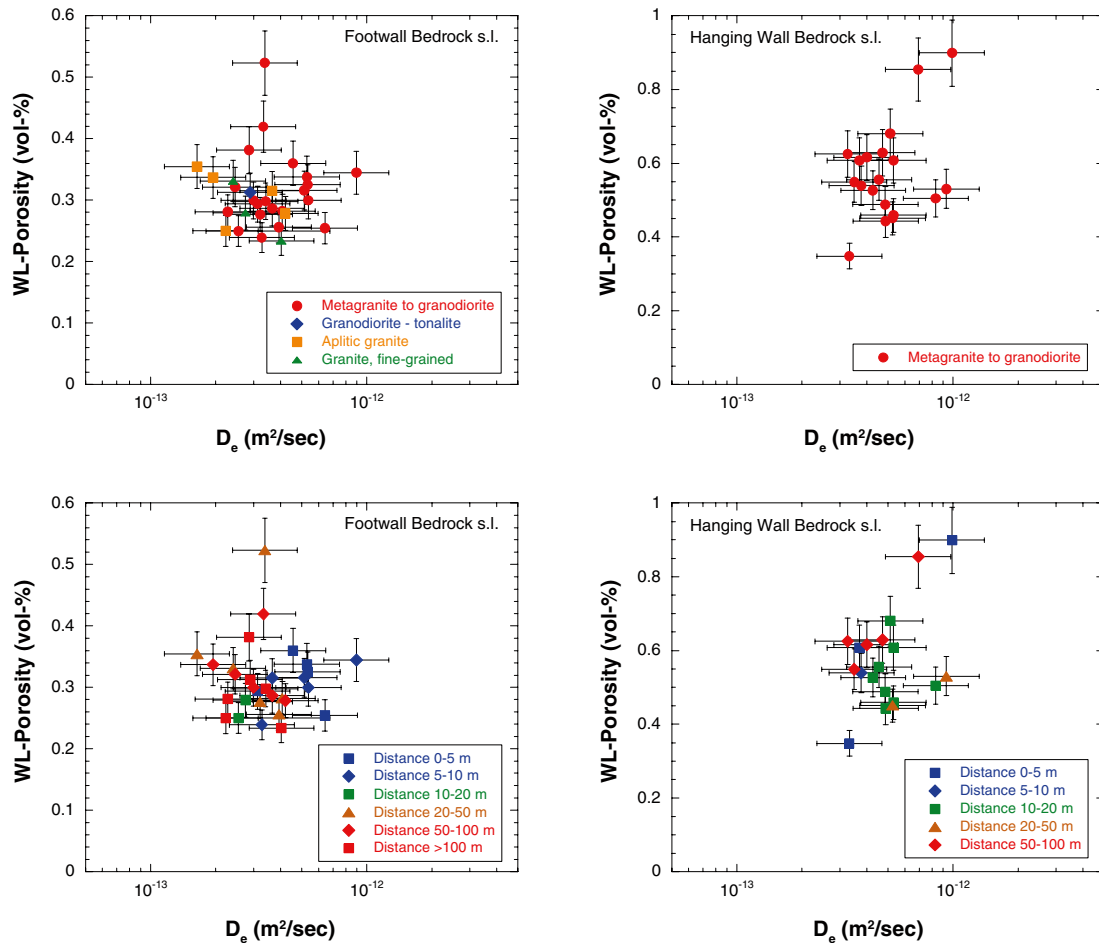 Footwall Bedrock s.l.
WL-Porosity (vol-%)
0.6
0.5
0.4
0.3
0.2
0.1
0
Metagranite to granodiorite
Granodiorite - tonalite
Aplitic granite
Granite, fine-grained
10⁻¹³
10⁻¹²
Dₑ (m²/sec)
Hanging Wall Bedrock s.l.
WL-Porosity (vol-%)
1
0.8
0.6
0.4
0.2
0
Metagranite to granodiorite
10⁻¹³
10⁻¹²
Dₑ (m²/sec)
Footwall Bedrock s.l.
WL-Porosity (vol-%)
0.6
0.5
0.4
0.3
0.2
0.1
0
Distance 0-5 m
Distance 5-10 m
Distance 10-20 m
Distance 20-50 m
Distance 50-100 m
Distance >100 m
10⁻¹³
10⁻¹²
Dₑ (m²/sec)
Hanging Wall Bedrock s.l.
WL-Porosity (vol-%)
1
0.8
0.6
0.4
0.2
0
Distance 0-5 m
Distance 5-10 m
Distance 10-20 m
Distance 20-50 m
Distance 50-100 m
10⁻¹³
10⁻¹²
Dₑ (m²/sec)